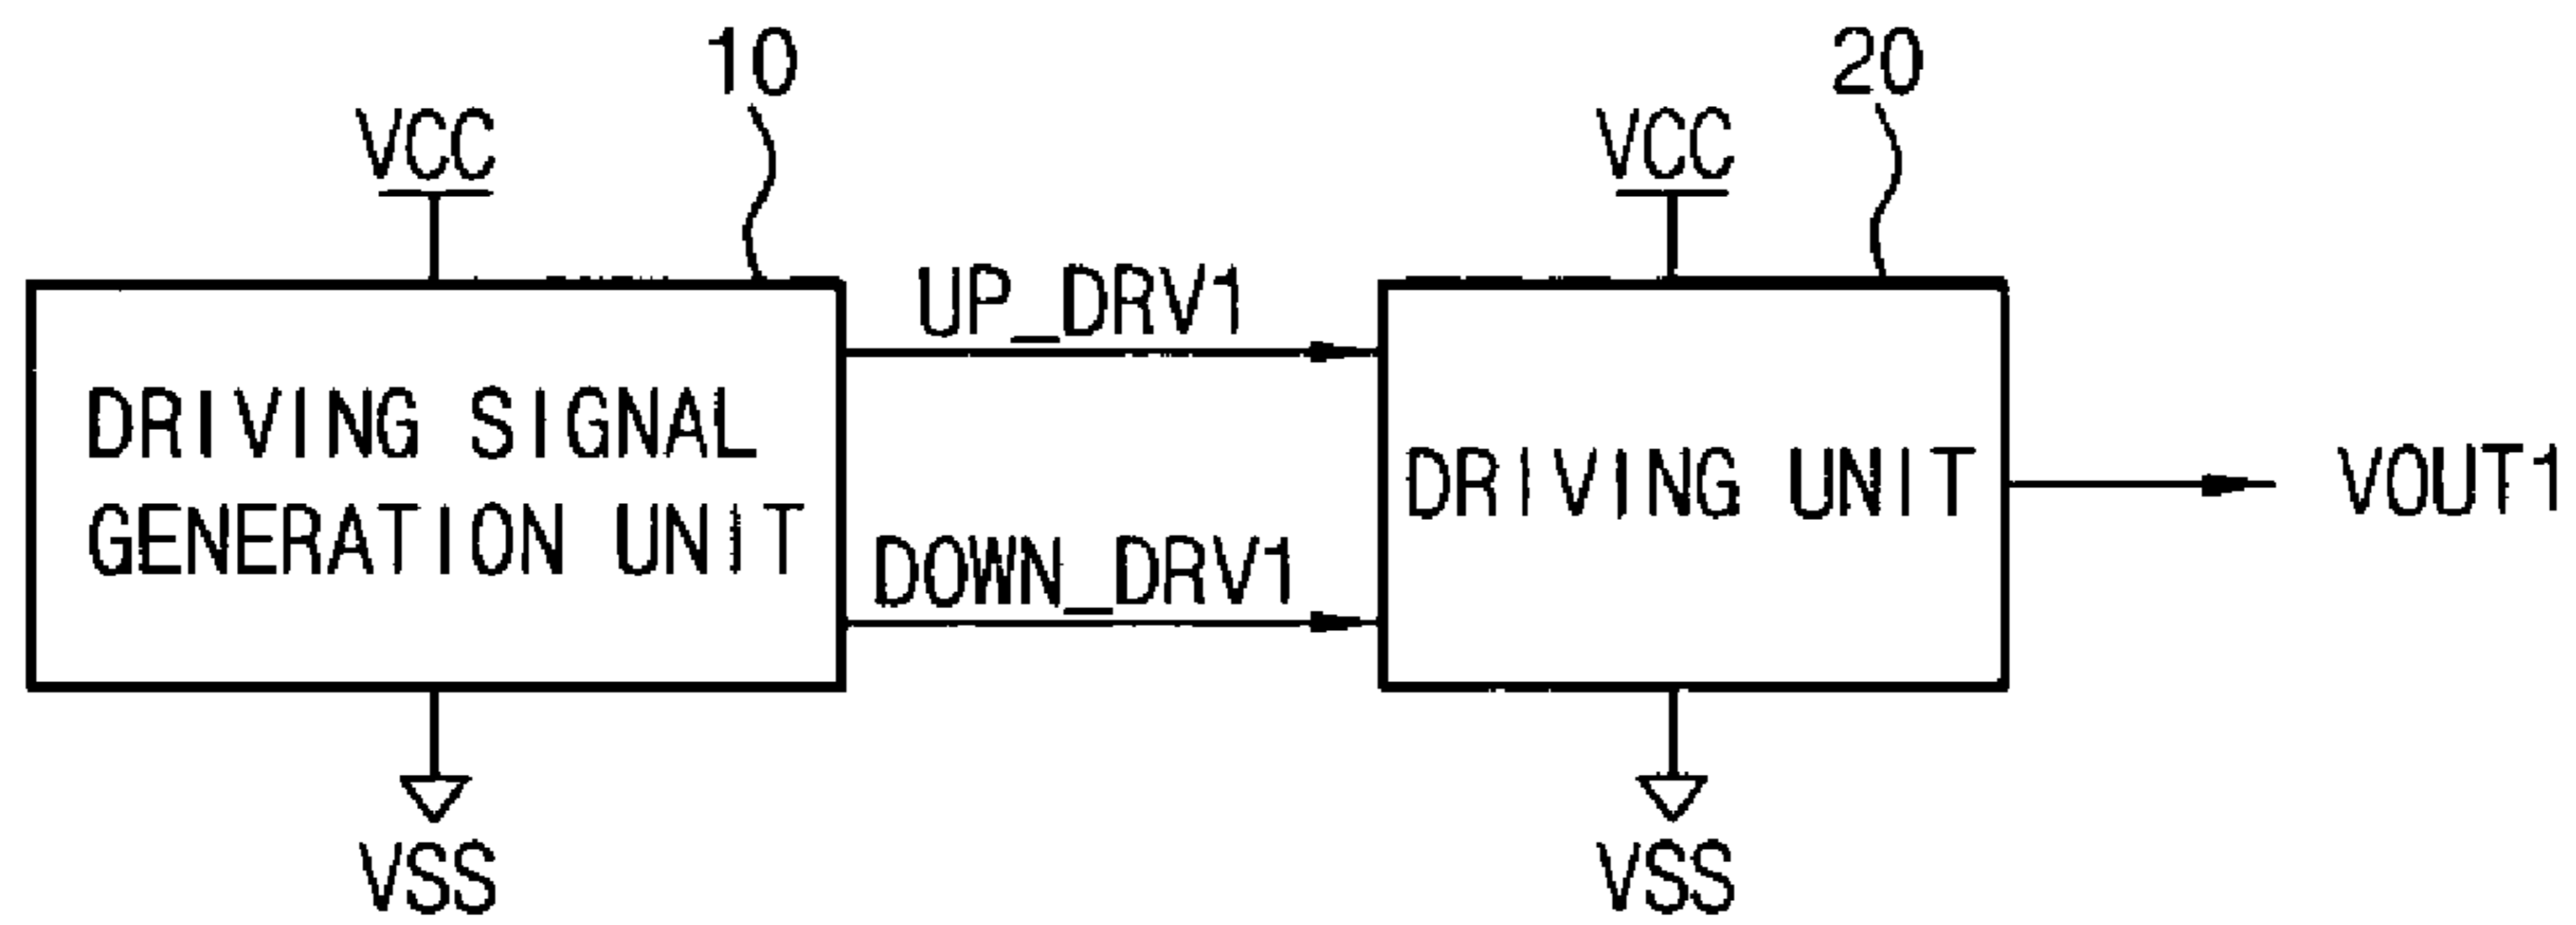 10
20
VCC
VCC
UP_DRV1
DRIVING SIGNAL
GENERATION UNIT
DRIVING UNIT
VOUT1
DOWN_DRV1
VSS
VSS